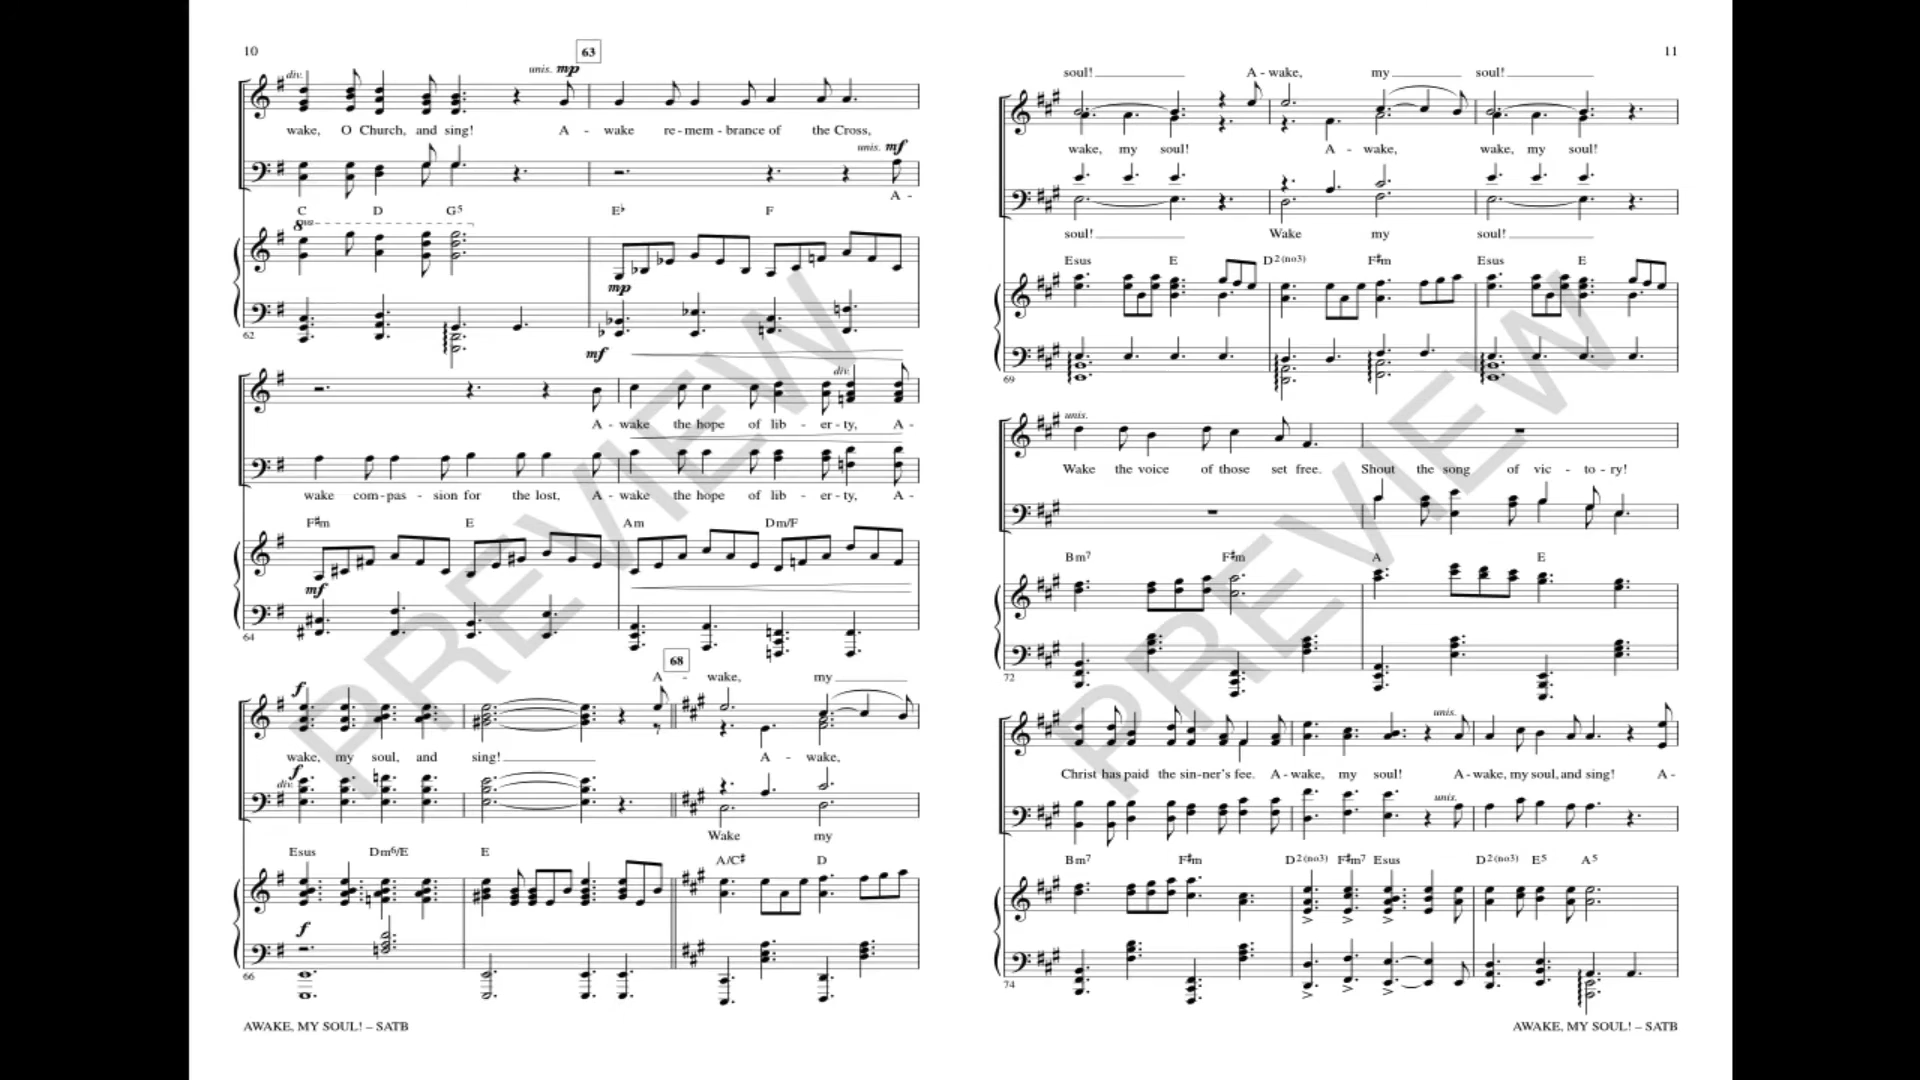 10
63
div.
unis. mp
wake, O Church, and sing! A - wake re - mem - brance of the Cross,
unis. mf
A -
C D G5 E♭ F
8va
mp
62
mf
div.
A - wake the hope of lib - er - ty, A -
wake com - pas - sion for the lost, A - wake the hope of lib - er - ty, A -
F♯m E Am Dm/F
mf
64
68
f
A - wake, my
wake, my soul, and sing! A - wake,
f
div.
Wake my
Esus Dm6/E E A/C♯ D
f
66
AWAKE, MY SOUL! – SATB
11
soul! A - wake, my soul!
wake, my soul! A - wake, wake, my soul!
soul! Wake my soul!
Esus E D2(no3) F♯m Esus E
69
unis.
Wake the voice of those set free. Shout the song of vic - to - ry!
Bm7 F♯m A E
72
unis.
Christ has paid the sin - ner's fee. A - wake, my soul! A - wake, my soul, and sing! A -
unis.
Bm7 F♯m D2(no3) F♯m7 Esus D2(no3) E5 A5
74
AWAKE, MY SOUL! – SATB
PREVIEW
PREVIEW